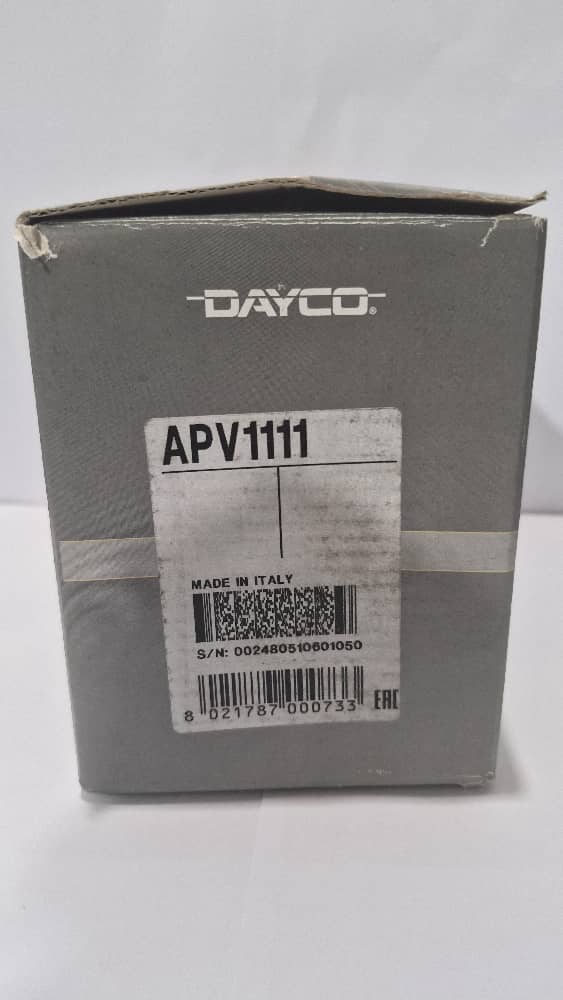 DAYCO®
APV1111
MADE IN ITALY
S/N: 002480510601050
8 021787 000733
EAC